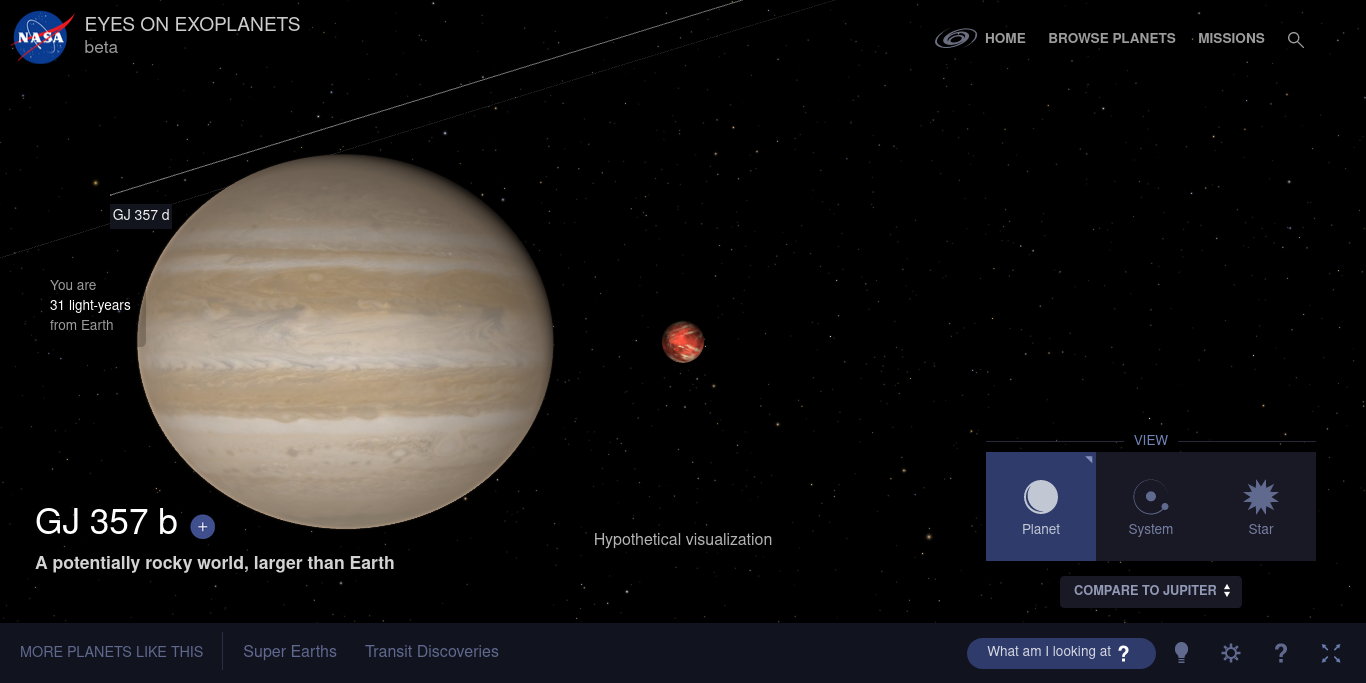 NASA
EYES ON EXOPLANETS
beta
HOME
BROWSE PLANETS
MISSIONS
GJ 357 d
You are
31 light-years
from Earth
GJ 357 b +
A potentially rocky world, larger than Earth
Hypothetical visualization
VIEW
Planet
System
Star
COMPARE TO JUPITER
MORE PLANETS LIKE THIS
Super Earths
Transit Discoveries
What am I looking at ?
?